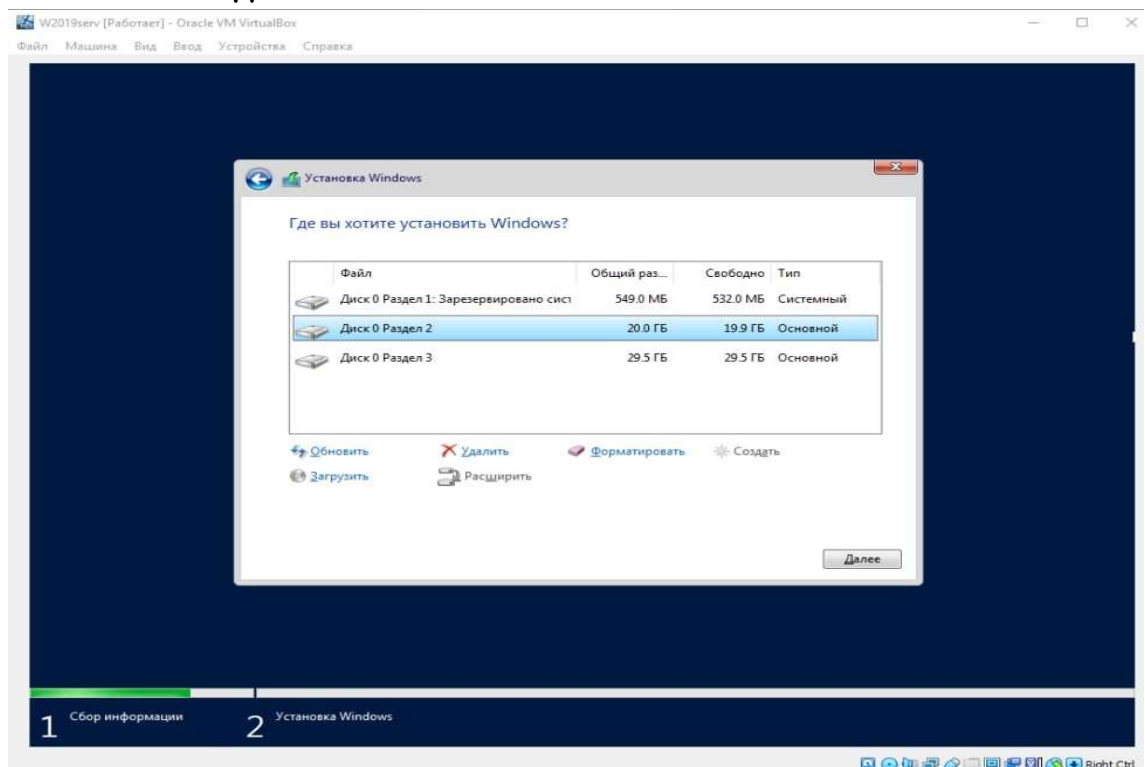 W2019serv [Работает] - Oracle VM VirtualBox
Файл Машина Вид Ввод Устройства Справка
Установка Windows
Где вы хотите установить Windows?
Файл Общий раз... Свободно Тип
Диск 0 Раздел 1: Зарезервировано сист 549.0 МБ 532.0 МБ Системный
Диск 0 Раздел 2 20.0 ГБ 19.9 ГБ Основной
Диск 0 Раздел 3 29.5 ГБ 29.5 ГБ Основной
Обновить Удалить Форматировать Создать
Загрузить Расширить
Далее
1 Сбор информации 2 Установка Windows
Right Ctrl